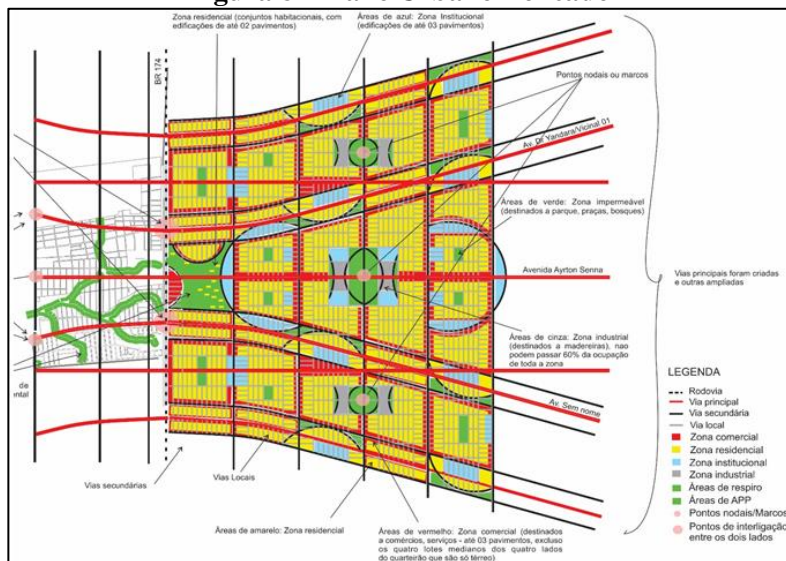 Zona residencial (conjuntos habitacionais, com
edificações de até 02 pavimentos)
Áreas de azul: Zona Institucional
(edificações de até 03 pavimentos)
BR 174
Pontos nodais ou marcos
Av. Dr Yandara/Vicinal 01
Áreas de verde: Zona impermeável
(destinados a parque, praças, bosques)
Avenida Ayrton Senna
Vias principais foram criadas
e outras ampliadas
Áreas de cinza: Zona industrial
(destinados a madereiras), nao
podem passar 60% da ocupação
de toda a zona
de
ntal
Av. Sem nome
Vias secundárias
Vias Locais
Áreas de amarelo: Zona residencial
Áreas de vermelho: Zona comercial (destinados
a comércios, serviços - até 03 pavimentos, excluso
os quatro lotes medianos dos quatro lados
do quarteirão que são só térreo)
LEGENDA
Rodovia
Via principal
Via secundária
Via local
Zona comercial
Zona residencial
Zona institucional
Zona industrial
Áreas de respiro
Áreas de APP
Pontos nodais/Marcos
Pontos de interligação
entre os dois lados